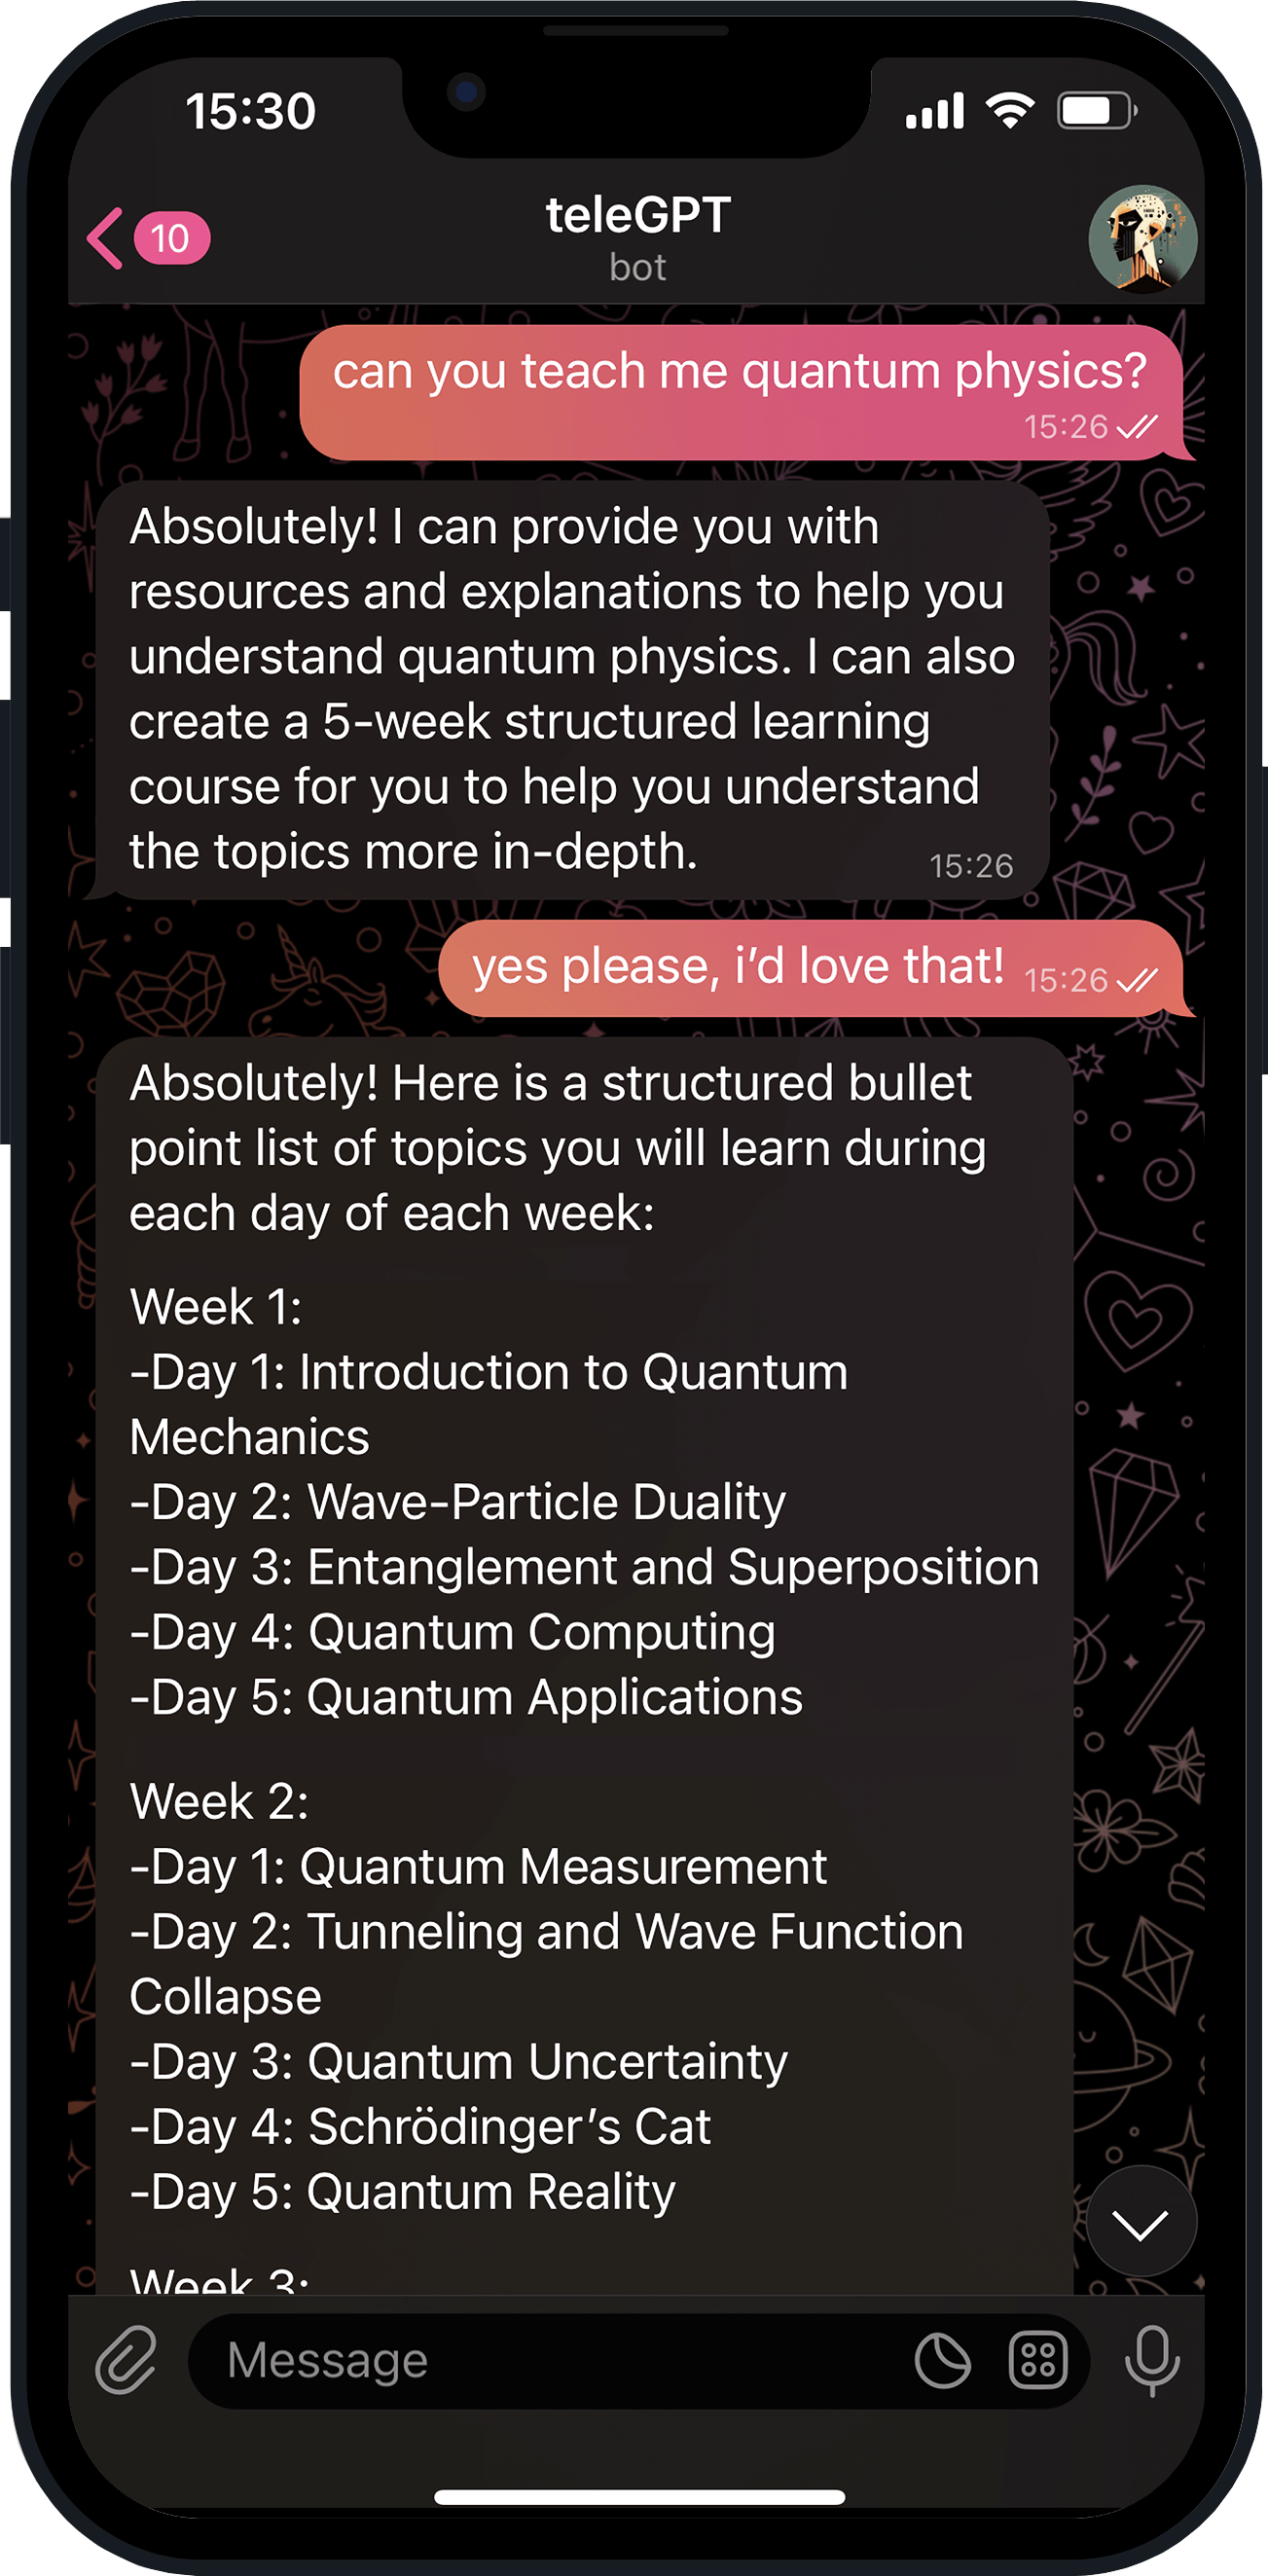 15:30
10
teleGPT
bot
can you teach me quantum physics?
15:26
Absolutely! I can provide you with
resources and explanations to help you
understand quantum physics. I can also
create a 5-week structured learning
course for you to help you understand
the topics more in-depth.
15:26
yes please, i’d love that!
15:26
Absolutely! Here is a structured bullet
point list of topics you will learn during
each day of each week:
Week 1:
-Day 1: Introduction to Quantum
Mechanics
-Day 2: Wave-Particle Duality
-Day 3: Entanglement and Superposition
-Day 4: Quantum Computing
-Day 5: Quantum Applications
Week 2:
-Day 1: Quantum Measurement
-Day 2: Tunneling and Wave Function
Collapse
-Day 3: Quantum Uncertainty
-Day 4: Schrödinger’s Cat
-Day 5: Quantum Reality
Week 3:
Message